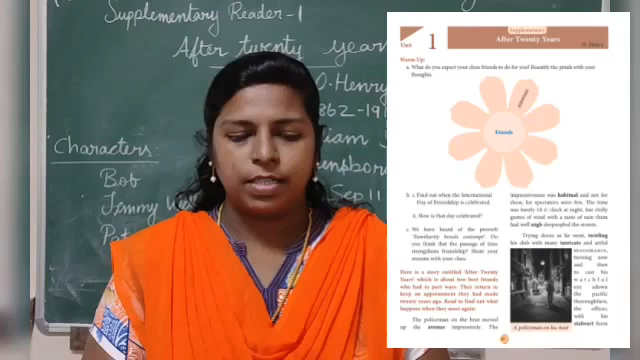 Supplementary Reader - 1
After twenty year
O. Henry
862-19
Characters
Bob
Jimmy We
Sep 11
Unit 1
Supplementary
After Twenty Years
O. Henry
Warm Up:
a. What do you expect your close friends to do for you? Beautify the petals with your
thoughts.
Friends
b. i. Find out when the International
Day of Friendship is celebrated.
ii. How is that day celebrated?
c. We have heard of the proverb
'Familiarity breeds contempt'. Do
you think that the passage of time
strengthens friendship? Share your
reasons with your class.
Here is a story entitled 'After Twenty
Years' which is about two best friends
who had to part ways. They return to
keep an appointment they had made
twenty years ago. Read to find out what
happens when they meet again.
The policeman on the beat moved
up the avenue impressively. The
impressiveness was habitual and not for
show, for spectators were few. The time
was barely 10 o'clock at night, but chilly
gusts of wind with a taste of rain in them
had well nigh depeopled the streets.
Trying doors as he went, twirling
his club with many intricate and artful
movements,
turning now
and then
to cast his
watchful
eye adown
the pacific
thoroughfare,
the officer,
with his
stalwart form
A policeman on his beat